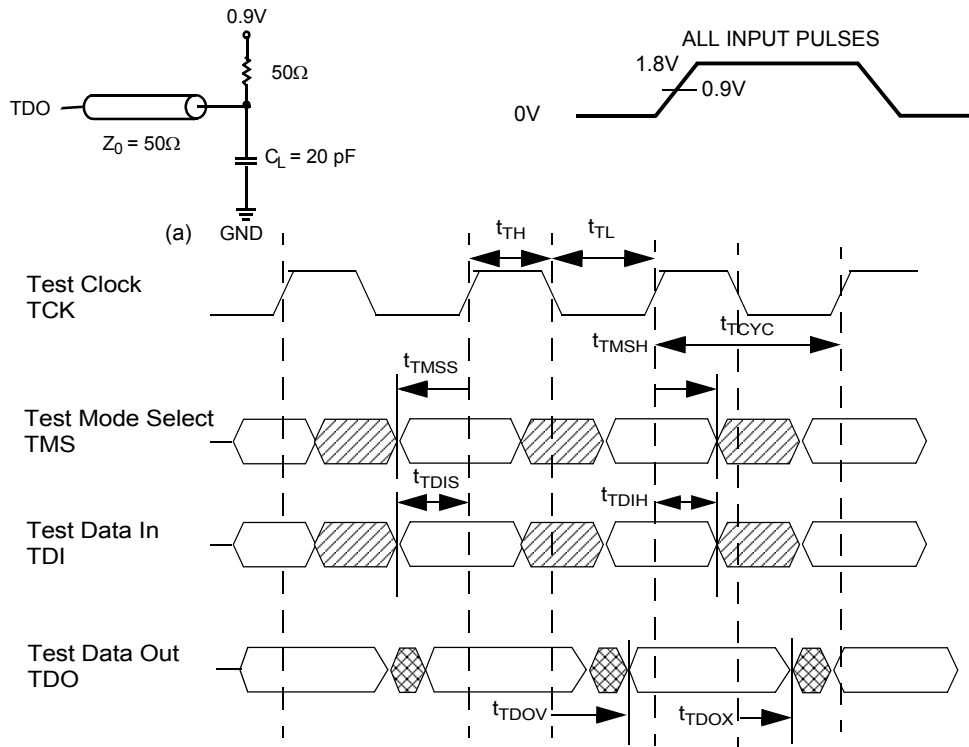 0.9V
50Ω
TDO
Z0 = 50Ω
CL = 20 pF
(a) GND
ALL INPUT PULSES
1.8V
0.9V
0V
tTH
tTL
Test Clock
TCK
tTCYC
tTMSH
tTMSS
Test Mode Select
TMS
tTDIS
tTDIH
Test Data In
TDI
Test Data Out
TDO
tTDOV
tTDOX